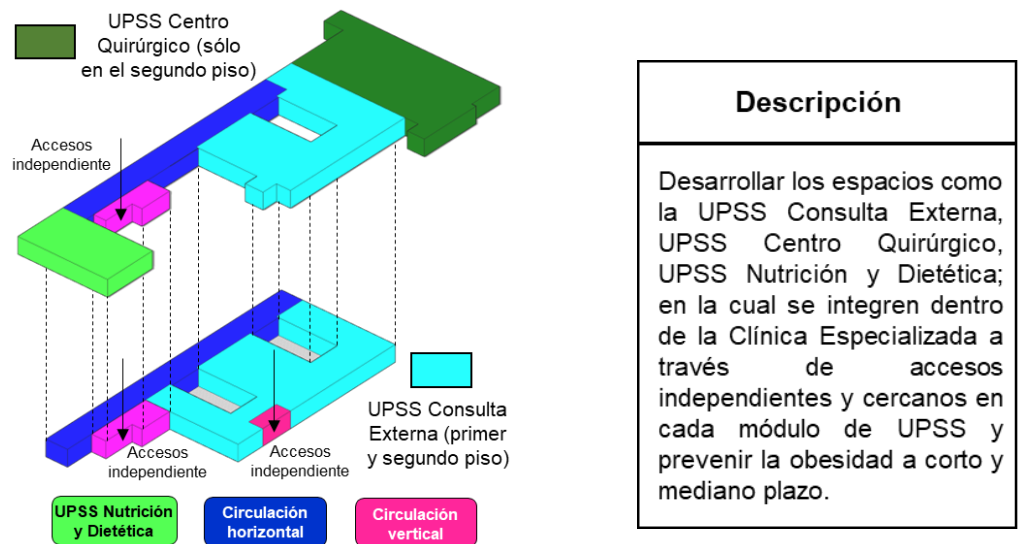 UPSS Centro
Quirúrgico (sólo
en el segundo piso)
Accesos
independiente
Accesos
independiente
Accesos
independiente
UPSS Consulta
Externa (primer
y segundo piso)
UPSS Nutrición
y Dietética
Circulación
horizontal
Circulación
vertical
Descripción
Desarrollar los espacios como
la UPSS Consulta Externa,
UPSS Centro Quirúrgico,
UPSS Nutrición y Dietética;
en la cual se integren dentro
de la Clínica Especializada a
través de accesos
independientes y cercanos en
cada módulo de UPSS y
prevenir la obesidad a corto y
mediano plazo.